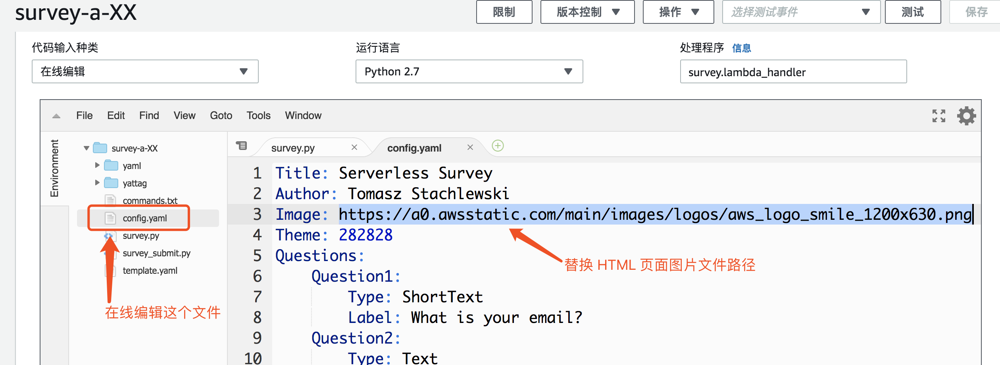 survey-a-XX
限制
版本控制
操作
选择测试事件
测试
保存
代码输入种类
运行语言
处理程序 信息
在线编辑
Python 2.7
survey.lambda_handler
File Edit Find View Goto Tools Window
Environment
survey-a-XX
yaml
yattag
commands.txt
config.yaml
survey.py
survey_submit.py
template.yaml
在线编辑这个文件
survey.py
config.yaml
1 Title: Serverless Survey
2 Author: Tomasz Stachlewski
3 Image: https://a0.awsstatic.com/main/images/logos/aws_logo_smile_1200x630.png
4 Theme: 282828
5 Questions:
6 Question1:
7 Type: ShortText
8 Label: What is your email?
9 Question2:
10 Type: Text
替换 HTML 页面图片文件路径